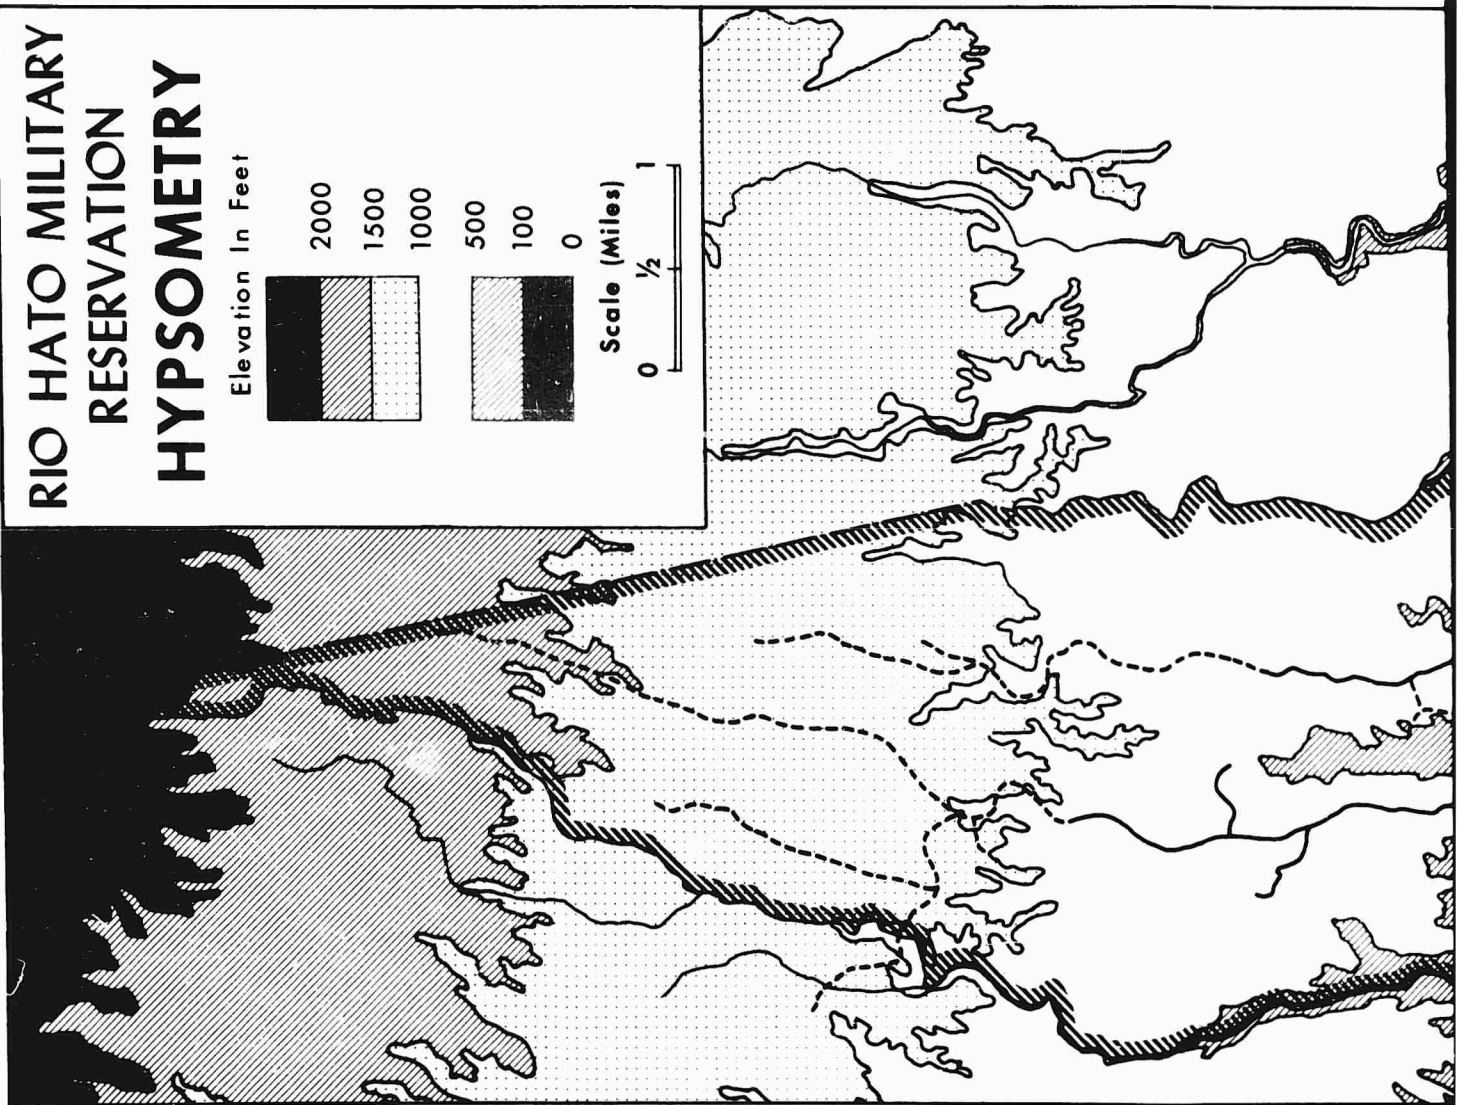 RIO HATO MILITARY
RESERVATION
HYPSOMETRY
Elevation In Feet
2000
1500
1000
500
100
0
Scale (Miles)
0 ½ 1